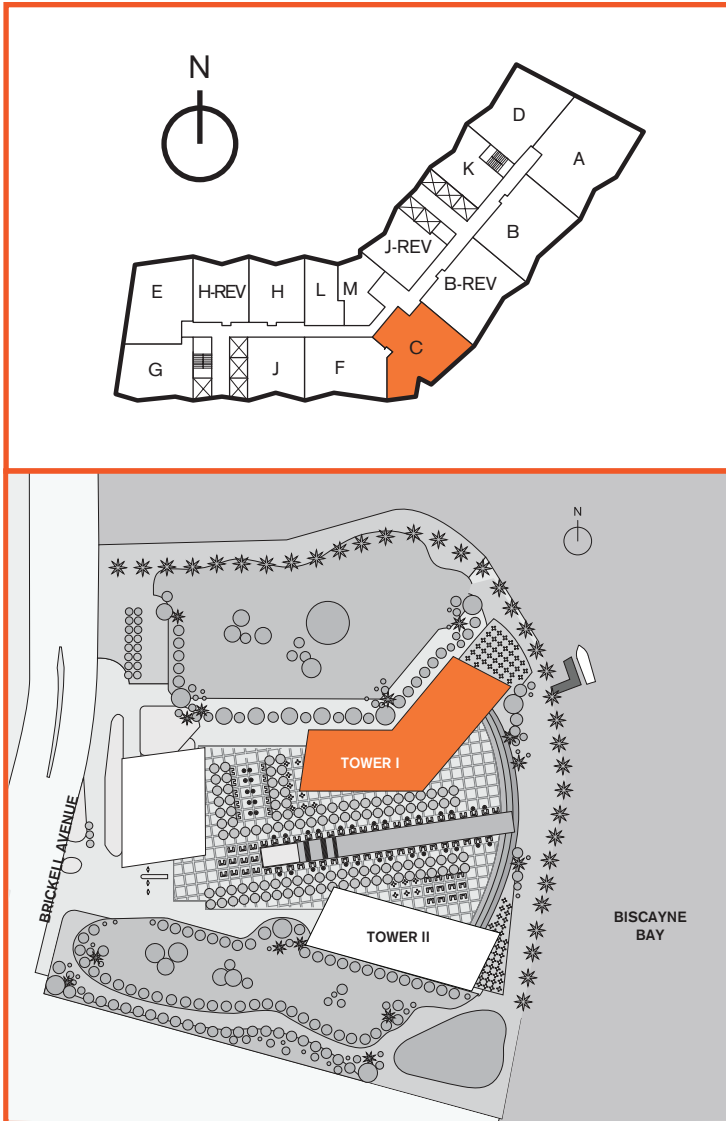 N
D
A
K
B
J-REV
B-REV
E
H-REV
H
L
M
C
G
J
F
N
TOWER I
BRICKELL AVENUE
TOWER II
BISCAYNE
BAY